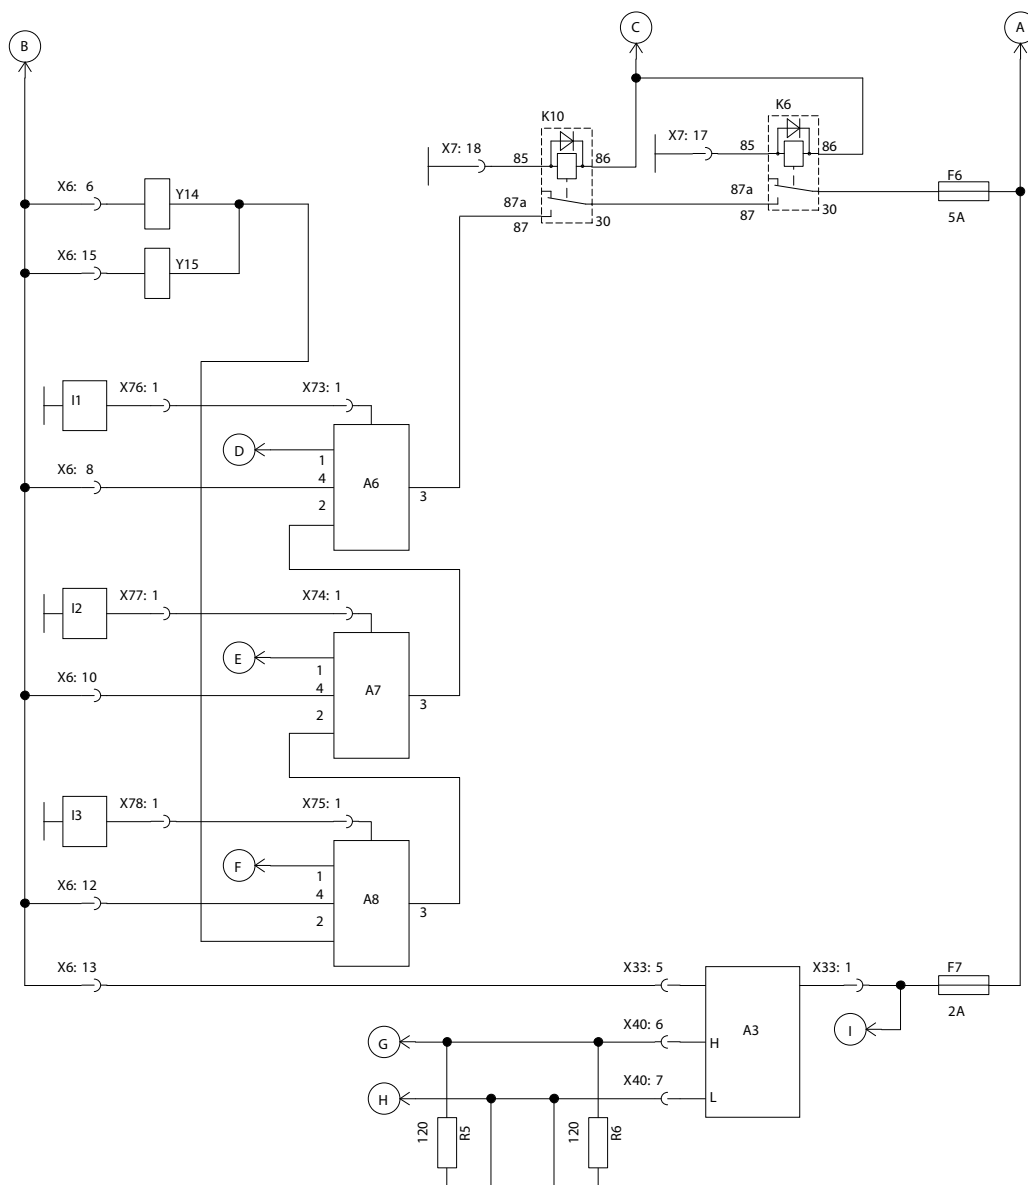 C
A
B
K6
K10
X7: 18
85
86
X7: 17
85
86
87a
87
30
87a
87
30
F6
5A
X6: 6
Y14
X6: 15
Y15
I1
X76: 1
X73: 1
D
1
4
2
A6
3
X6: 8
I2
X77: 1
X74: 1
E
1
4
2
A7
3
X6: 10
I3
X78: 1
X75: 1
F
1
4
2
A8
3
X6: 12
X6: 13
X33: 5
X33: 1
F7
2A
A3
I
G
X40: 6
H
H
X40: 7
L
120
R5
120
R6